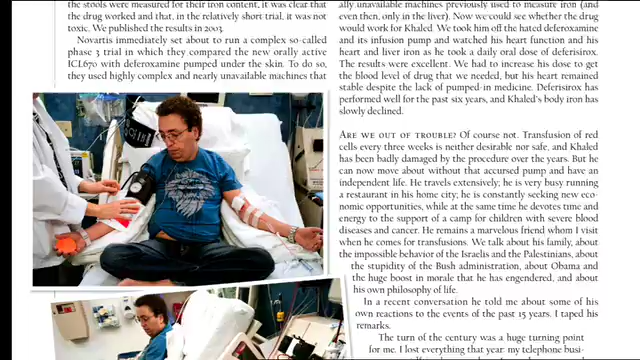 the stools were measured for their iron content, it was clear that
the drug worked and that, in the relatively short trial, it was not
toxic. We published the results in 2003.
Novartis immediately set about to run a complex so-called
phase 3 trial in which they compared the new orally active
ICL670 with deferoxamine pumped under the skin. To do so,
they used highly complex and nearly unavailable machines that
ally unavailable machines previously used to measure iron (and
even then, only in the liver). Now we could see whether the drug
would work for Khaled. We took him off the hated deferoxamine
and its infusion pump and watched his heart function and his
heart and liver iron as he took a daily oral dose of deferisirox.
The results were excellent. We had to increase his dose to get
the blood level of drug that we needed, but his heart remained
stable despite the lack of pumped-in medicine. Deferisirox has
performed well for the past six years, and Khaled's body iron has
slowly declined.
ARE WE OUT OF TROUBLE? Of course not. Transfusion of red
cells every three weeks is neither desirable nor safe, and Khaled
has been badly damaged by the procedure over the years. But he
can now move about without that accursed pump and have an
independent life. He travels extensively; he is very busy running
a restaurant in his home city; he is constantly seeking new eco-
nomic opportunities, while at the same time he devotes time and
energy to the support of a camp for children with severe blood
diseases and cancer. He remains a marvelous friend whom I visit
when he comes for transfusions. We talk about his family, about
the impossible behavior of the Israelis and the Palestinians, about
the stupidity of the Bush administration, about Obama and
the huge boost in morale that he has engendered, and about
his own philosophy of life.
In a recent conversation he told me about some of his
own reactions to the events of the past 15 years. I taped his
remarks.
The turn of the century was a huge turning point
for me. I lost everything that year: my telephone busi-